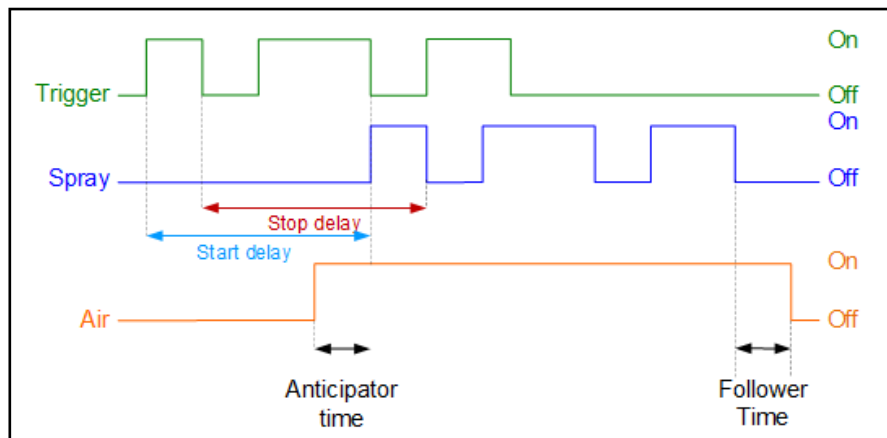 On
Trigger
Off
On
Spray
Off
Stop delay
Start delay
On
Air
Off
Anticipator
time
Follower
Time